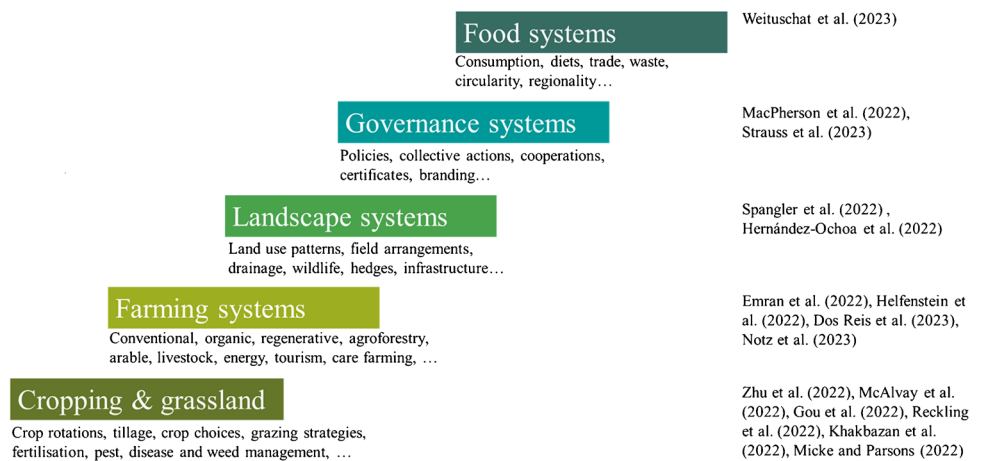 Food systems
Weituschat et al. (2023)
Consumption, diets, trade, waste,
circularity, regionality…
Governance systems
MacPherson et al. (2022),
Strauss et al. (2023)
Policies, collective actions, cooperations,
certificates, branding…
Landscape systems
Spangler et al. (2022) ,
Hernández-Ochoa et al. (2022)
Land use patterns, field arrangements,
drainage, wildlife, hedges, infrastructure…
Farming systems
Emran et al. (2022), Helfenstein et
al. (2022), Dos Reis et al. (2023),
Notz et al. (2023)
Conventional, organic, regenerative, agroforestry,
arable, livestock, energy, tourism, care farming, …
Cropping & grassland
Zhu et al. (2022), McAlvay et al.
(2022), Gou et al. (2022), Reckling
et al. (2022), Khakbazan et al.
(2022), Micke and Parsons (2022)
Crop rotations, tillage, crop choices, grazing strategies,
fertilisation, pest, disease and weed management, …